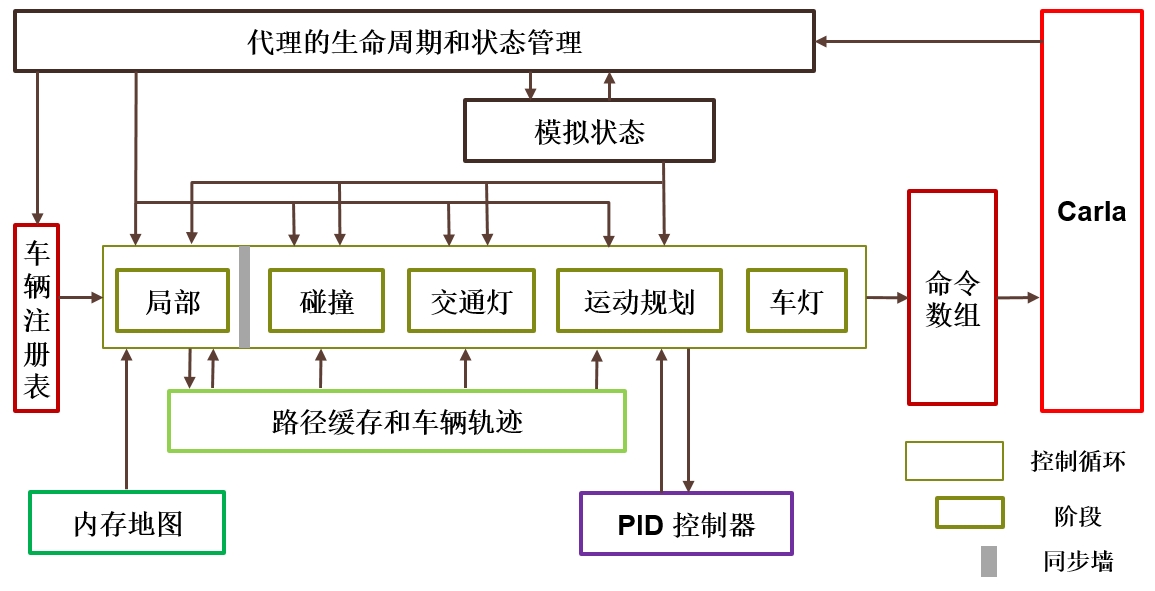 代理的生命周期和状态管理
模拟状态
Carla
车辆注册表
局部
碰撞
交通灯
运动规划
车灯
命令
数组
路径缓存和车辆轨迹
控制循环
内存地图
PID 控制器
阶段
同步墙